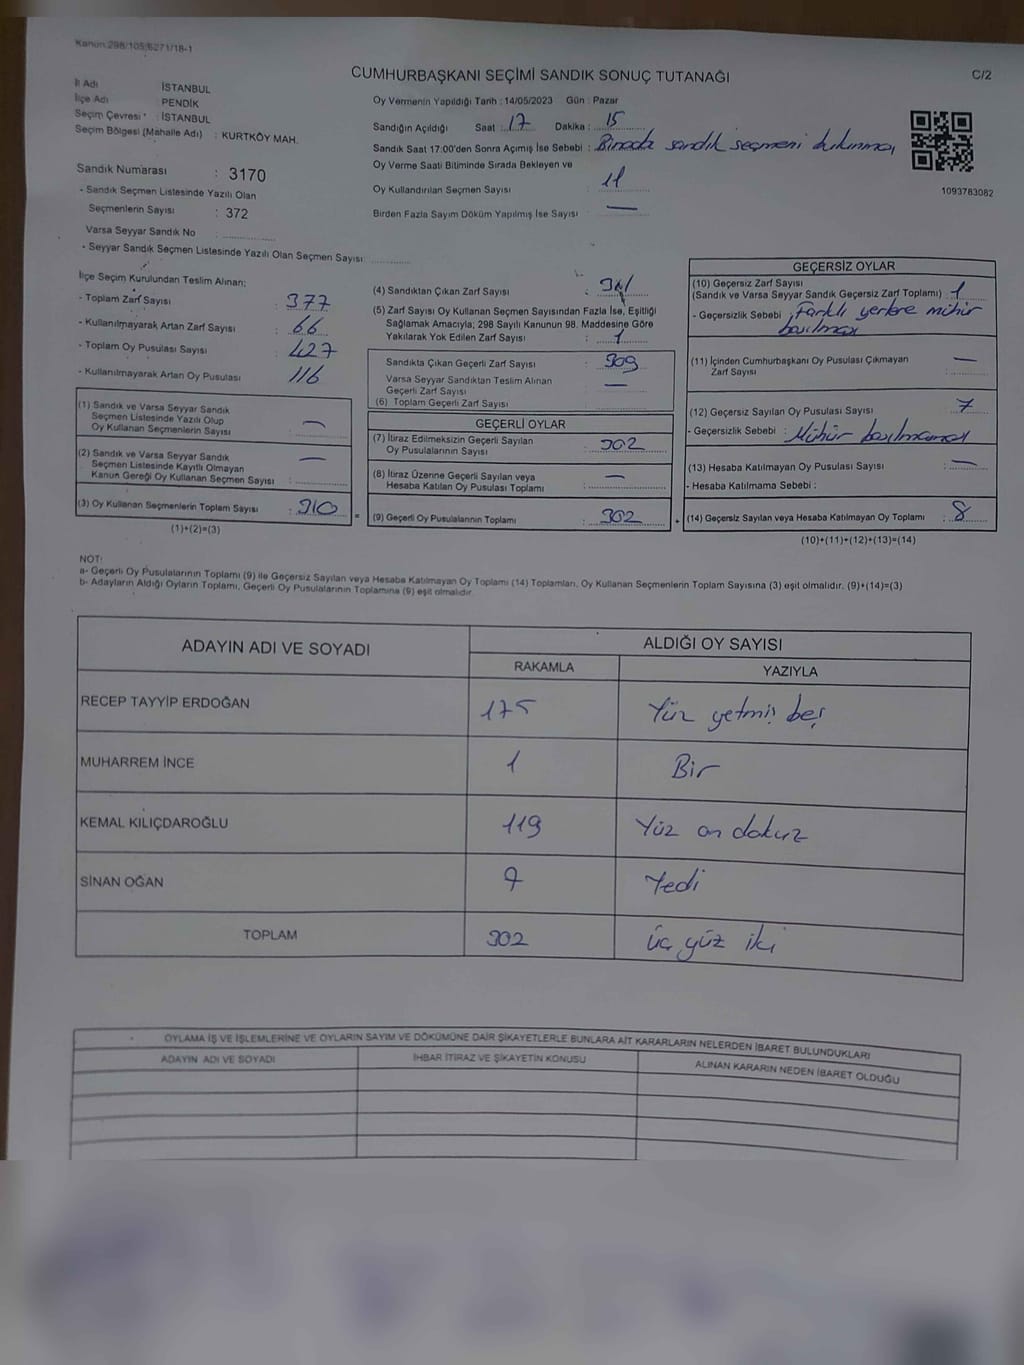 Kanun:298/105;6271/18-1
CUMHURBAŞKANI SEÇİMİ SANDIK SONUÇ TUTANAĞI
C/2
İl Adı : İSTANBUL
İlçe Adı : PENDİK
Seçim Çevresi : İSTANBUL
Seçim Bölgesi (Mahalle Adı) : KURTKÖY MAH.
Sandık Numarası : 3170
- Sandık Seçmen Listesinde Yazılı Olan
Seçmenlerin Sayısı : 372
Varsa Seyyar Sandık No :
- Seyyar Sandık Seçmen Listesinde Yazılı Olan Seçmen Sayısı:
Oy Vermenin Yapıldığı Tarih : 14/05/2023 Gün : Pazar
Sandığın Açıldığı Saat : 17 Dakika : 15
Sandık Saat 17:00'den Sonra Açımış İse Sebebi : Binada sandık seçmeni bulunması
Oy Verme Saati Bitiminde Sırada Bekleyen ve
Oy Kullandırılan Seçmen Sayısı : 11
Birden Fazla Sayım Döküm Yapılmış İse Sayısı : —
1093783082
İlçe Seçim Kurulundan Teslim Alınan;
- Toplam Zarf Sayısı : 377
- Kullanılmayarak Artan Zarf Sayısı : 66
- Toplam Oy Pusulası Sayısı : 427
- Kullanılmayarak Artan Oy Pusulası : 116
(1) Sandık ve Varsa Seyyar Sandık
Seçmen Listesinde Yazılı Olup
Oy Kullanan Seçmenlerin Sayısı : —
(2) Sandık ve Varsa Seyyar Sandık
Seçmen Listesinde Kayıtlı Olmayan
Kanun Gereği Oy Kullanan Seçmen Sayısı : —
(3) Oy Kullanan Seçmenlerin Toplam Sayısı : 310
(1)+(2)=(3)
(4) Sandıktan Çıkan Zarf Sayısı : 311
(5) Zarf Sayısı Oy Kullanan Seçmen Sayısından Fazla İse, Eşitliği
Sağlamak Amacıyla; 298 Sayılı Kanunun 98. Maddesine Göre
Yakılarak Yok Edilen Zarf Sayısı : 1
Sandıkta Çıkan Geçerli Zarf Sayısı : 309
Varsa Seyyar Sandıktan Teslim Alınan
Geçerli Zarf Sayısı : —
(6) Toplam Geçerli Zarf Sayısı :
GEÇERLİ OYLAR
(7) İtiraz Edilmeksizin Geçerli Sayılan
Oy Pusulalarının Sayısı : 302
(8) İtiraz Üzerine Geçerli Sayılan veya
Hesaba Katılan Oy Pusulası Toplamı : —
(9) Geçerli Oy Pusulalarının Toplamı : 302
GEÇERSİZ OYLAR
(10) Geçersiz Zarf Sayısı
(Sandık ve Varsa Seyyar Sandık Geçersiz Zarf Toplamı) : 1
- Geçersizlik Sebebi : Farklı yerlere mühür
basılması
(11) İçinden Cumhurbaşkanı Oy Pusulası Çıkmayan
Zarf Sayısı : —
(12) Geçersiz Sayılan Oy Pusulası Sayısı : 7
- Geçersizlik Sebebi : Mühür basılmaması
(13) Hesaba Katılmayan Oy Pusulası Sayısı : —
- Hesaba Katılmama Sebebi :
(14) Geçersiz Sayılan veya Hesaba Katılmayan Oy Toplamı : 8
(10)+(11)+(12)+(13)=(14)
NOT:
a- Geçerli Oy Pusulalarının Toplamı (9) ile Geçersiz Sayılan veya Hesaba Katılmayan Oy Toplamı (14) Toplamları, Oy Kullanan Seçmenlerin Toplam Sayısına (3) eşit olmalıdır. (9)+(14)=(3)
b- Adayların Aldığı Oyların Toplamı, Geçerli Oy Pusulalarının Toplamına (9) eşit olmalıdır.
ADAYIN ADI VE SOYADI
ALDIĞI OY SAYISI
RAKAMLA YAZIYLA
RECEP TAYYİP ERDOĞAN 175 Yüz yetmiş beş
MUHARREM İNCE 1 Bir
KEMAL KILIÇDAROĞLU 119 Yüz on dokuz
SİNAN OĞAN 7 Yedi
TOPLAM 302 Üç yüz iki
OYLAMA İŞ VE İŞLEMLERİNE VE OYLARIN SAYIM VE DÖKÜMÜNE DAİR ŞİKAYETLERLE BUNLARA AİT KARARLARIN NELERDEN İBARET BULUNDUKLARI
ADAYIN ADI VE SOYADI İHBAR İTİRAZ VE ŞİKAYETİN KONUSU ALINAN KARARIN NEDEN İBARET OLDUĞU